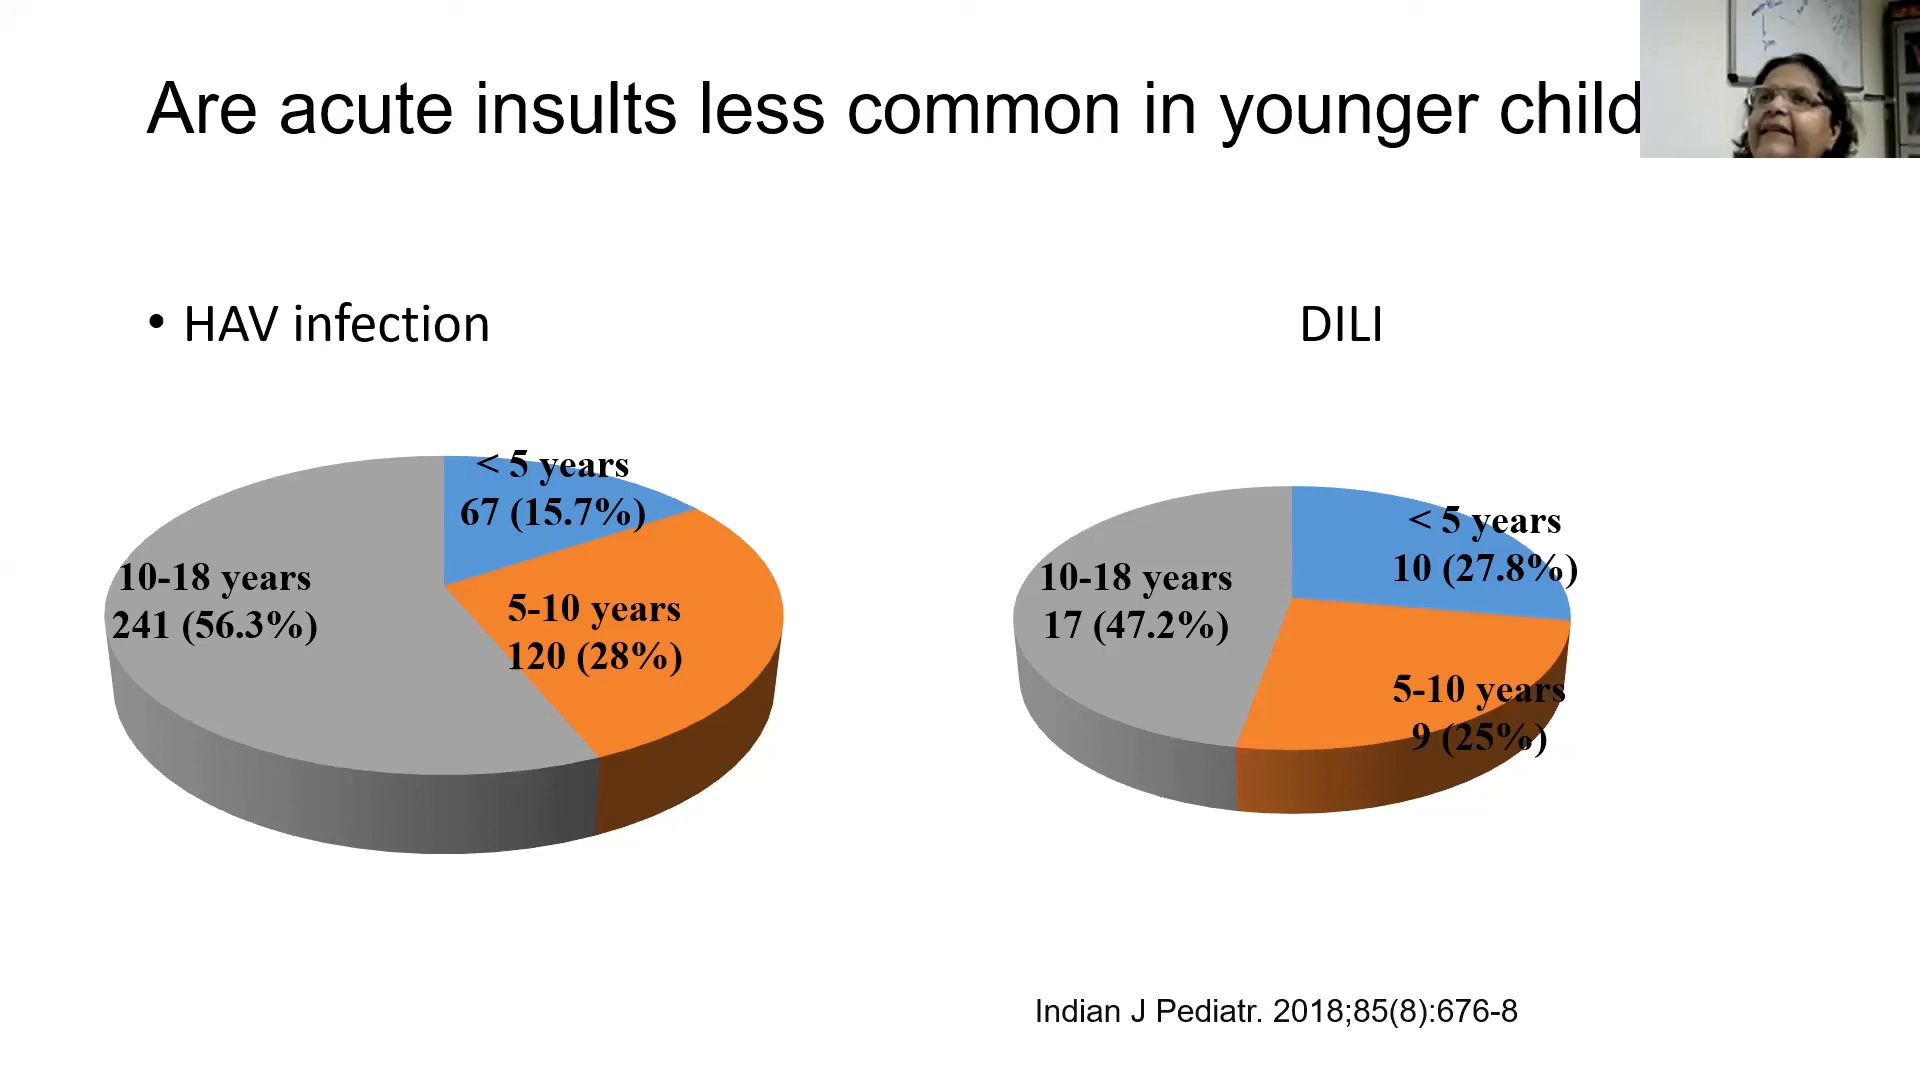 Are acute insults less common in younger child
• HAV infection
DILI
< 5 years
67 (15.7%)
10-18 years
241 (56.3%)
5-10 years
120 (28%)
< 5 years
10 (27.8%)
10-18 years
17 (47.2%)
5-10 years
9 (25%)
Indian J Pediatr. 2018;85(8):676-8